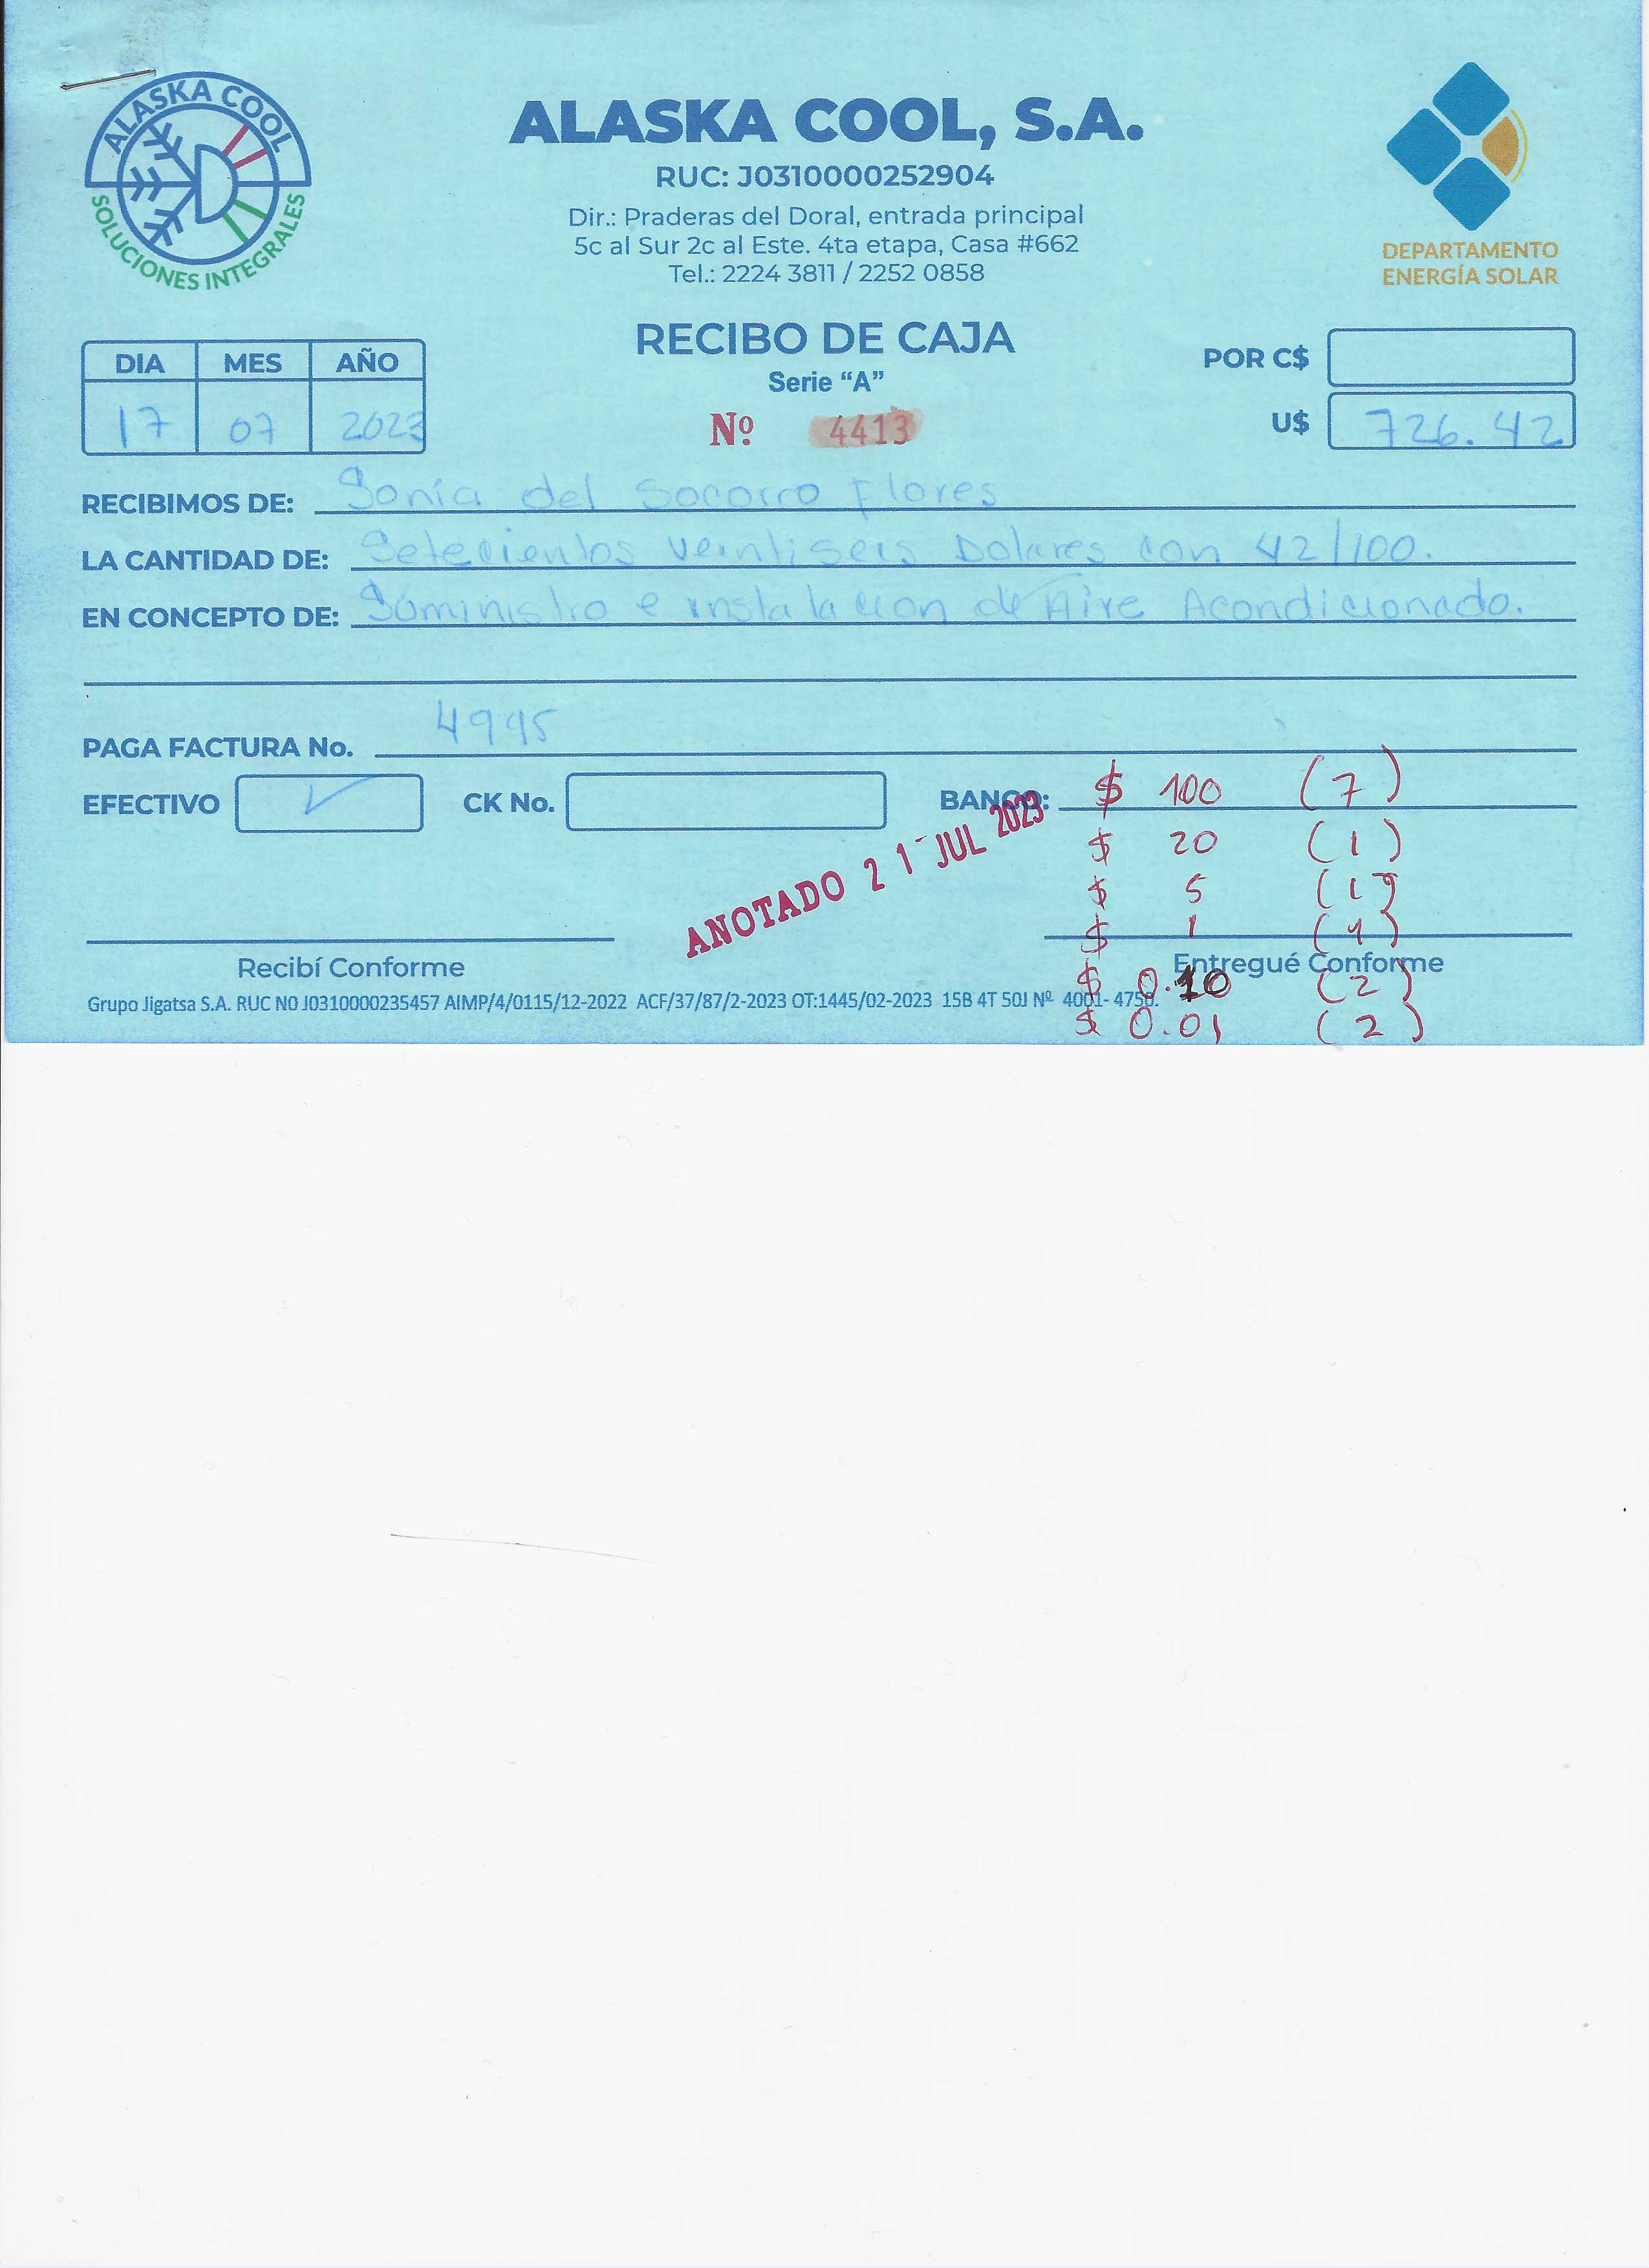 ALASKA COOL
SOLUCIONES INTEGRALES
ALASKA COOL, S.A.
RUC: J0310000252904
Dir.: Praderas del Doral, entrada principal
5c al Sur 2c al Este. 4ta etapa, Casa #662
Tel.: 2224 3811 / 2252 0858
DEPARTAMENTO
ENERGÍA SOLAR
RECIBO DE CAJA
Serie “A”
Nº 4413
DIA MES AÑO
17 07 2023
POR C$
U$ 726.42
RECIBIMOS DE: Sonia del Socorro Flores
LA CANTIDAD DE: Setecientos veintiseis Dolares con 42/100.
EN CONCEPTO DE: Suministro e instalacion de Aire Acondicionado.
PAGA FACTURA No. 4995
EFECTIVO ✓ CK No. BANCO: $ 100 (7)
$ 20 (1)
$ 5 (1)
ANOTADO 21 JUL 2023
$ 1 (1)
Recibí Conforme
Entregué Conforme
$ 0.10 (2)
Grupo Jigatsa S.A. RUC NO J0310000235457 AIMP/4/0115/12-2022 ACF/37/87/2-2023 OT:1445/02-2023 15B 4T 50J Nº 4001- 4750.
$ 0.01 (2)